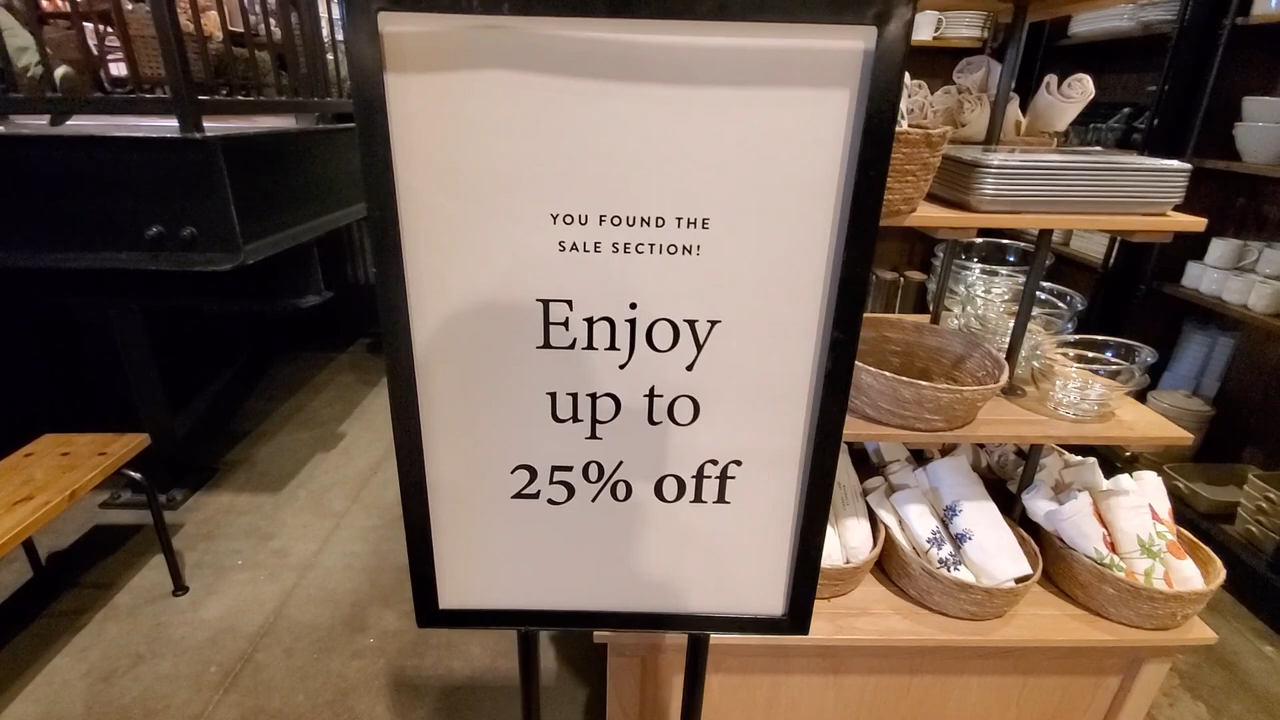 YOU FOUND THE
SALE SECTION!
Enjoy
up to
25% off